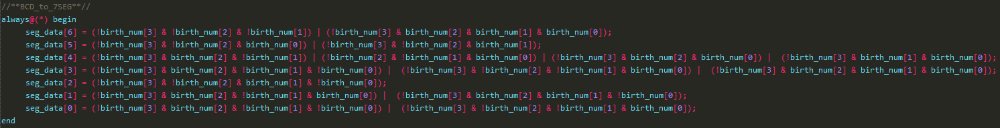 //**BCD_to_7SEG**//
always@(*) begin
seg_data[6] = (!birth_num[3] & !birth_num[2] & !birth_num[1]) | (!birth_num[3] & birth_num[2] & birth_num[1] & birth_num[0]);
seg_data[5] = (!birth_num[3] & !birth_num[2] & birth_num[0]) | (!birth_num[3] & !birth_num[2] & birth_num[1]);
seg_data[4] = (!birth_num[3] & birth_num[2] & !birth_num[1]) | (!birth_num[2] & !birth_num[1] & birth_num[0]) | (!birth_num[3] & birth_num[2] & birth_num[0]) |  (!birth_num[3] & birth_num[1] & birth_num[0]);
seg_data[3] = (!birth_num[3] & birth_num[2] & !birth_num[1] & !birth_num[0]) |  (!birth_num[3] & !birth_num[2] & !birth_num[1] & birth_num[0]) |  (!birth_num[3] & birth_num[2] & birth_num[1] & birth_num[0]);
seg_data[2] = (!birth_num[3] & !birth_num[2] & birth_num[1] & !birth_num[0]);
seg_data[1] = (!birth_num[3] & birth_num[2] & !birth_num[1] & birth_num[0]) |  (!birth_num[3] & birth_num[2] & birth_num[1] & !birth_num[0]);
seg_data[0] = (!birth_num[3] & birth_num[2] & !birth_num[1] & !birth_num[0]) |  (!birth_num[3] & !birth_num[2] & !birth_num[1] & birth_num[0]);
end